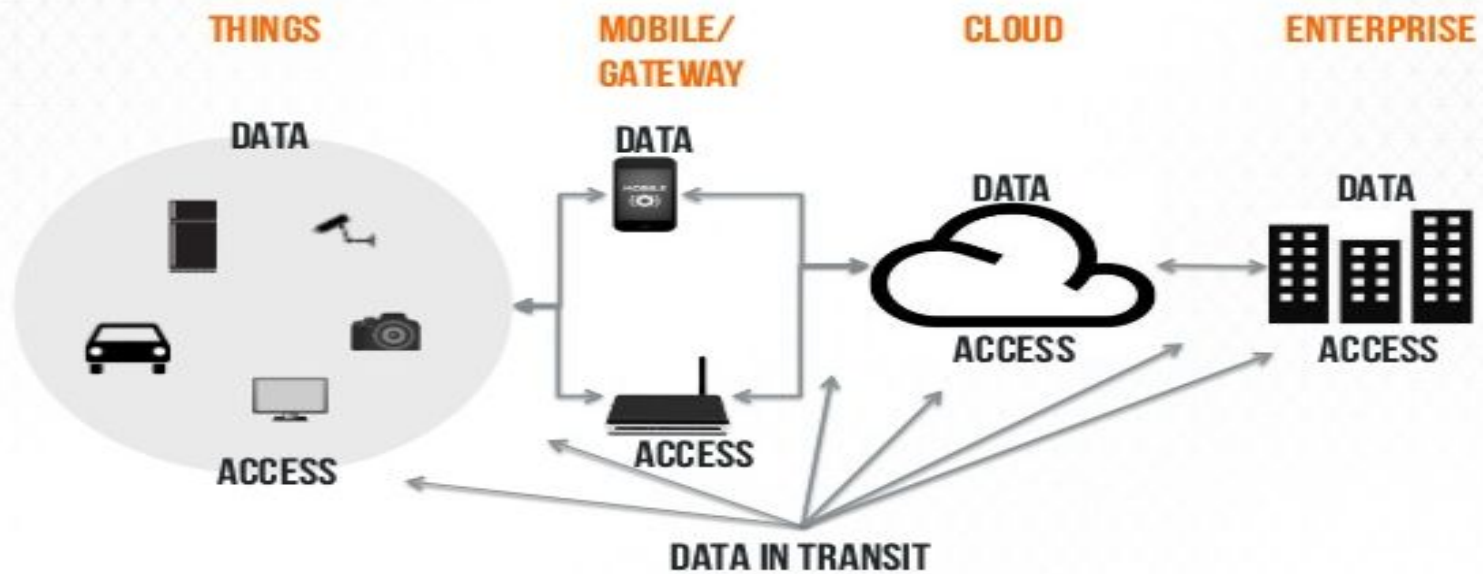 THINGS
MOBILE/
GATEWAY
CLOUD
ENTERPRISE
DATA
DATA
DATA
DATA
MOBILE
ACCESS
ACCESS
ACCESS
ACCESS
DATA IN TRANSIT